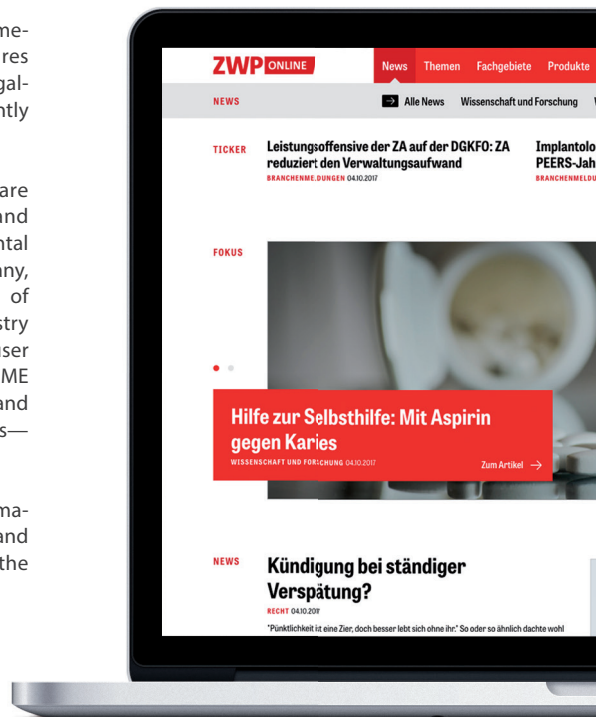 me-
res
gal-
ntly
are
and
ntal
any,
of
stry
user
ME
and
s—
ma-
and
the
ZWP ONLINE
News Themen Fachgebiete Produkte
NEWS
Alle News Wissenschaft und Forschung
TICKER
Leistungsoffensive der ZA auf der DGKFO: ZA
reduziert den Verwaltungsaufwand
BRANCHENMELDUNGEN 04.10.2017
Implantolo
PEERS-Jah
BRANCHENMELDU
FOKUS
Hilfe zur Selbsthilfe: Mit Aspirin
gegen Karies
WISSENSCHAFT UND FORSCHUNG 04.10.2017
Zum Artikel →
NEWS
Kündigung bei ständiger
Verspätung?
RECHT 04.10.2017
"Pünktlichkeit ist eine Zier, doch besser lebt sich ohne ihr." So oder so ähnlich dachte wohl